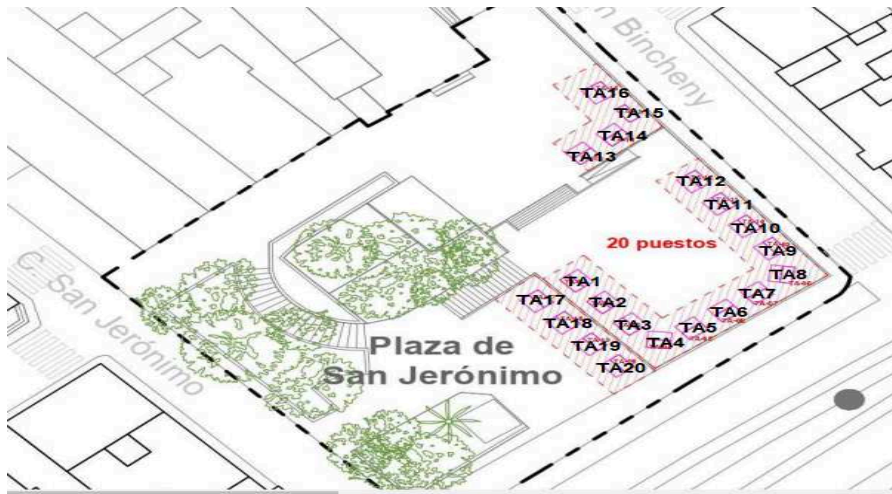 n Bincheny
TA16
TA15
TA14
TA13
TA12
TA11
TA10
TA9
TA8
TA7
TA6
TA5
TA4
TA3
TA2
TA1
20 puestos
TA17
TA18
TA19
TA20
Plaza de
San Jerónimo
C. San Jerónimo